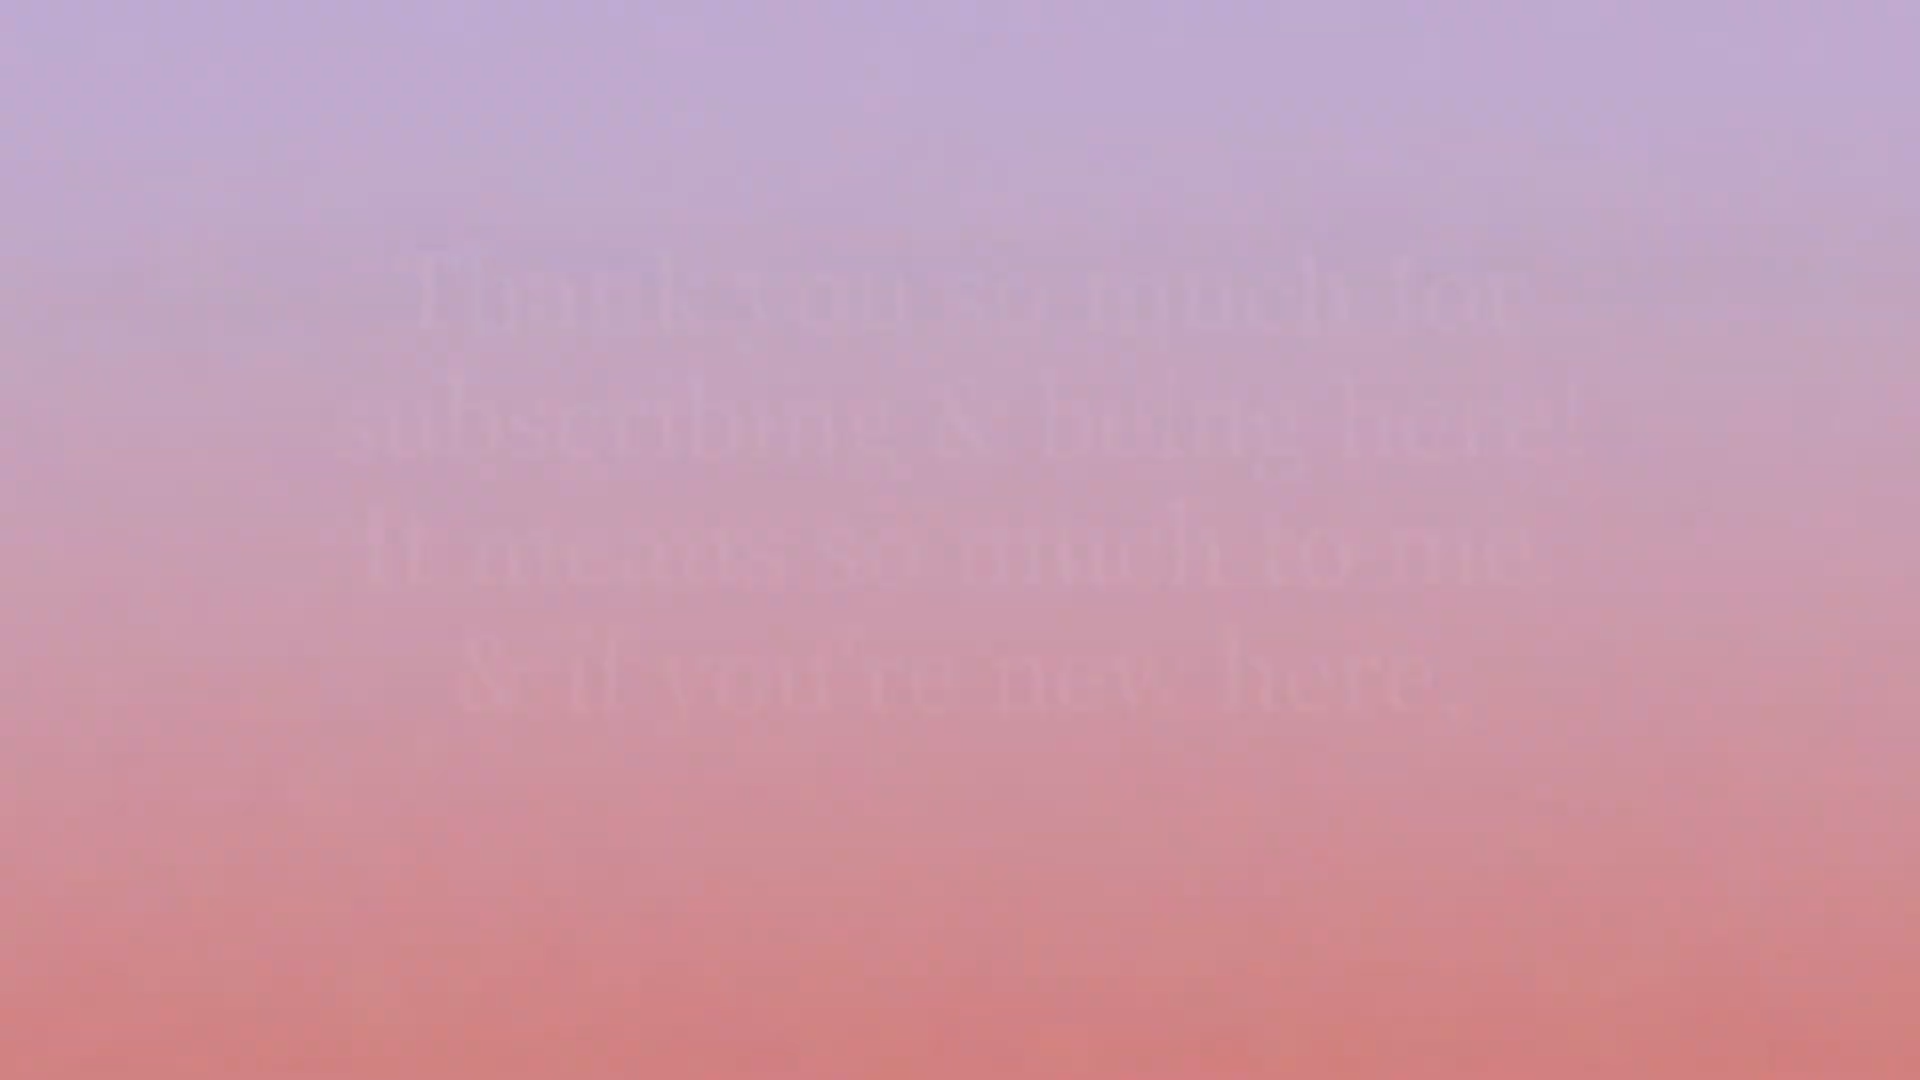 Thank you so much for
subscribing & being here!
It means so much to me
& if you're new here,